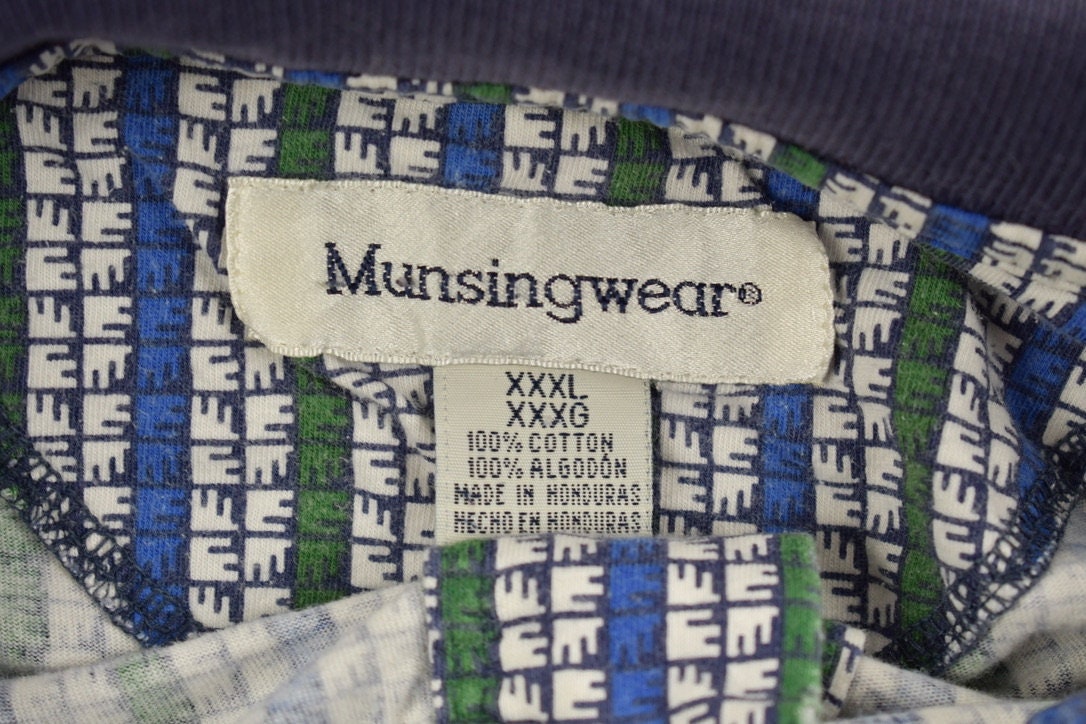 Munsingwear®
XXXL
XXXG
100% COTTON
100% ALGODÓN
MADE IN HONDURAS
HECHO EN HONDURAS